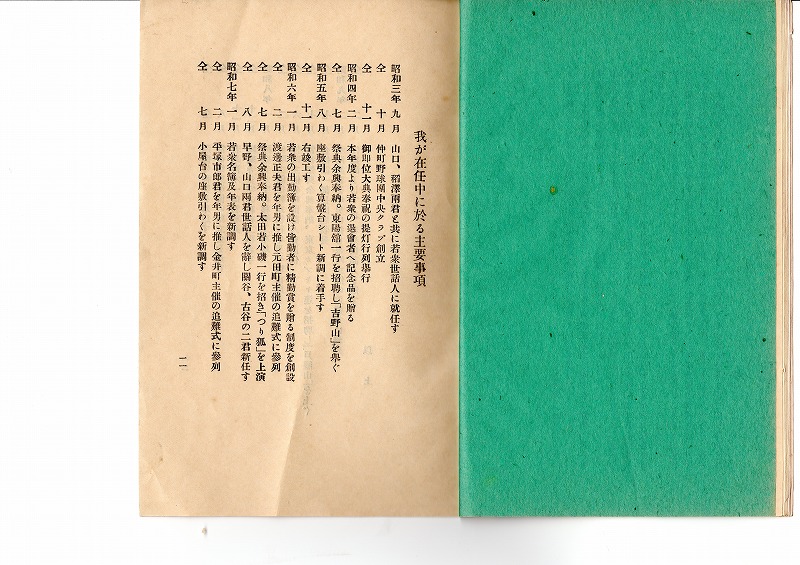 我が在任中に於る主要事項
昭和三年 九月 山口、稻澤兩君と共に若衆世話人に就任す
仝 十月 仲町野球團中央クラブ創立
仝 十一月 御即位大典奉祝の提灯行列擧行
昭和四年 二月 本年度より若衆の退會者へ記念品を贈る
仝 七月 祭典余興奉納。東陽舘一行を招聘し「吉野山」を擧ぐ
昭和五年 八月 座敷引わく算盤台シート新調に着手す
仝 十一月 右竣工す
昭和六年 一月 若衆の出勤簿を設け皆勤者に精勤賞を贈る制度を創設
仝 二月 渡邊正夫君を年男に推し元田町主催の追難式に參列
仝 七月 祭典余興奉納。太田若小磯一行を招き「つり狐」を上演
仝 八月 早野、山口兩君世話人を辭し關谷、古谷の二君新任す
昭和七年 一月 若衆名簿及年表を新調す
仝 二月 平塚市郎君を年男に推し金井町主催の追難式に參列
仝 七月 小屋台の座敷引わくを新調す
一一